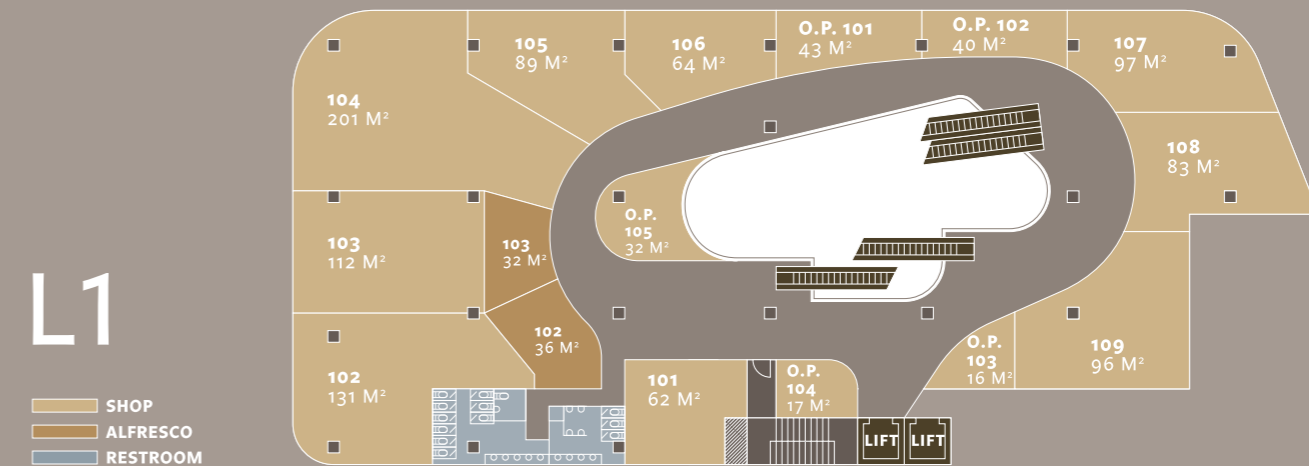 O.P. 101
43 M²
O.P. 102
40 M²
105
89 M²
106
64 M²
107
97 M²
104
201 M²
108
83 M²
O.P.
105
32 M²
103
112 M²
103
32 M²
L1
102
36 M²
O.P.
103
16 M²
109
96 M²
102
131 M²
101
62 M²
O.P.
104
17 M²
SHOP
ALFRESCO
RESTROOM
LIFT
LIFT